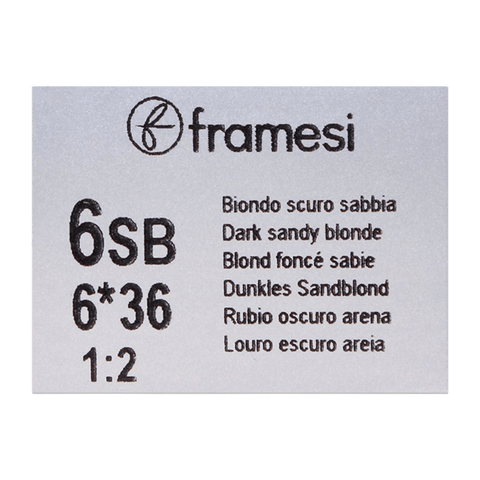 framesi
6SB
6*36
1:2
Biondo scuro sabbia
Dark sandy blonde
Blond foncé sabie
Dunkles Sandblond
Rubio oscuro arena
Louro escuro areia